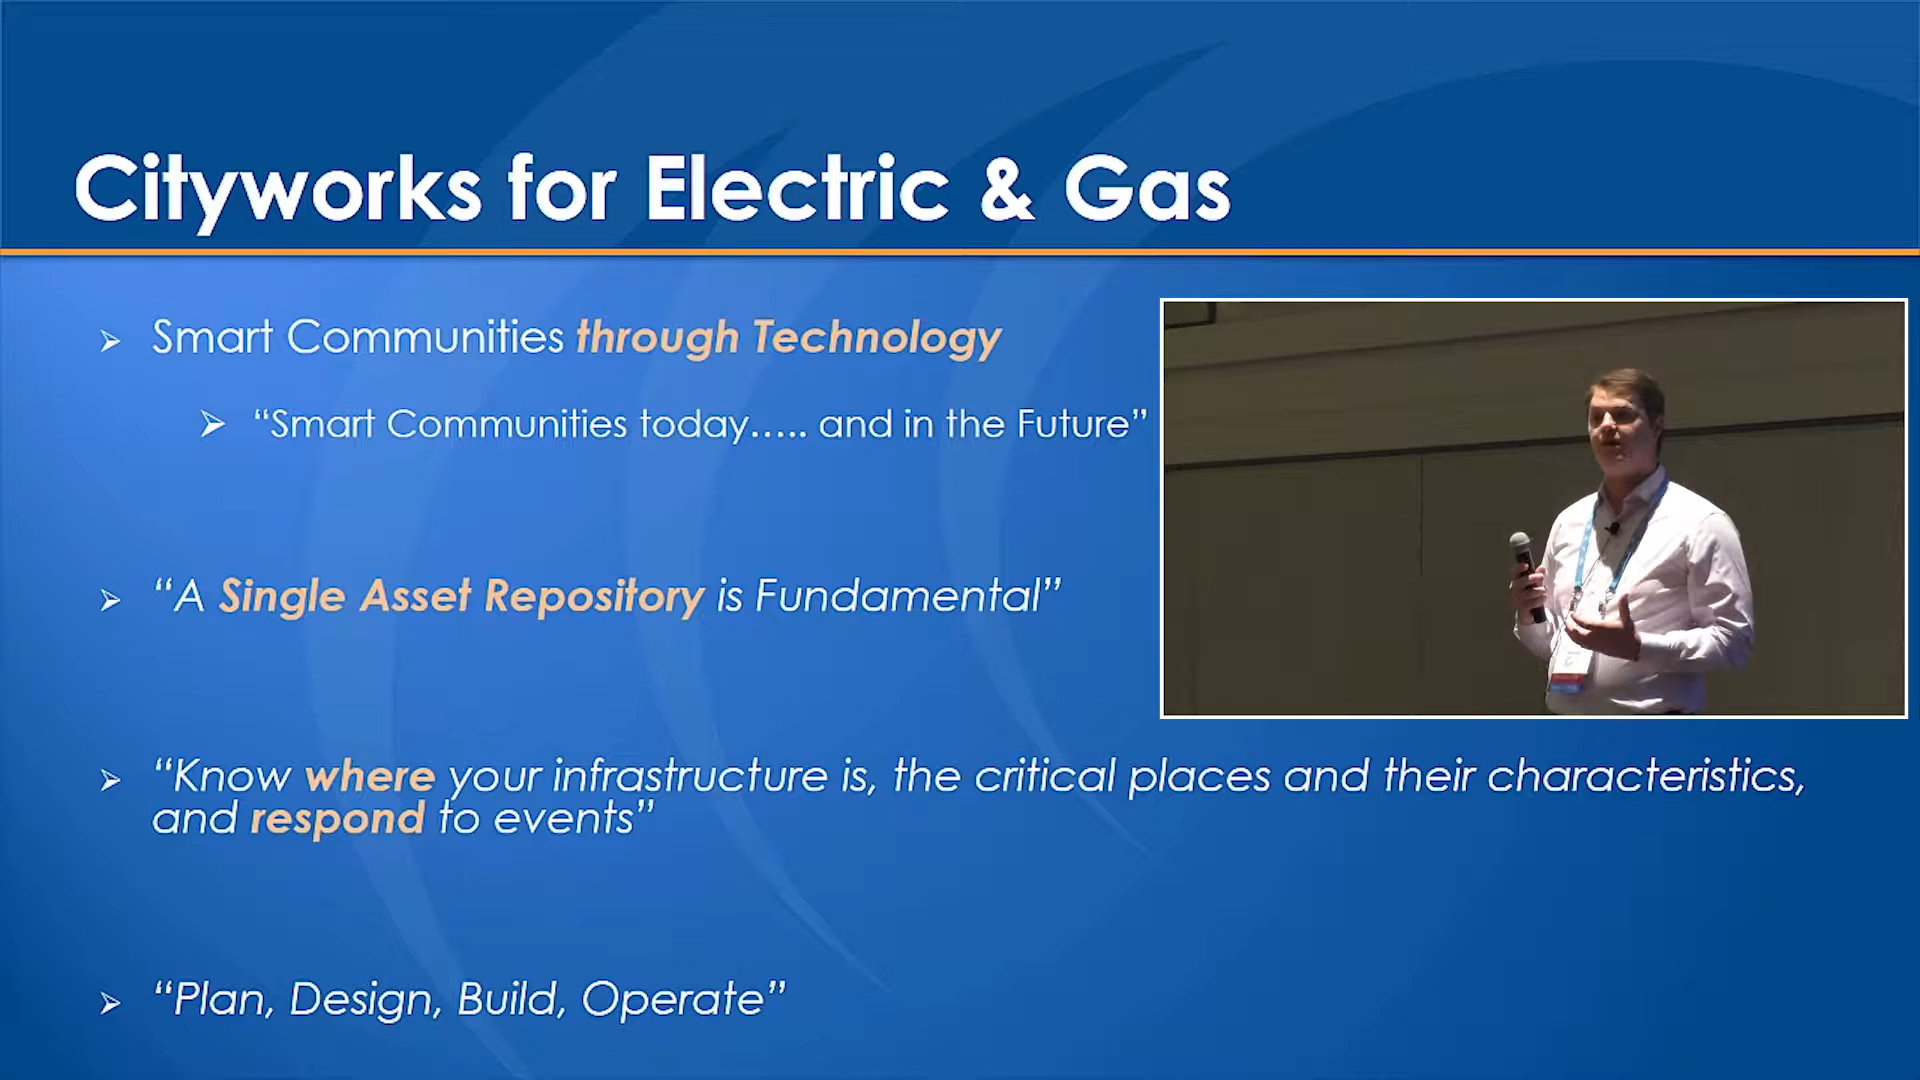 Cityworks for Electric & Gas
Smart Communities through Technology
“Smart Communities today….. and in the Future”
“A Single Asset Repository is Fundamental”
“Know where your infrastructure is, the critical places and their characteristics,
and respond to events”
“Plan, Design, Build, Operate”